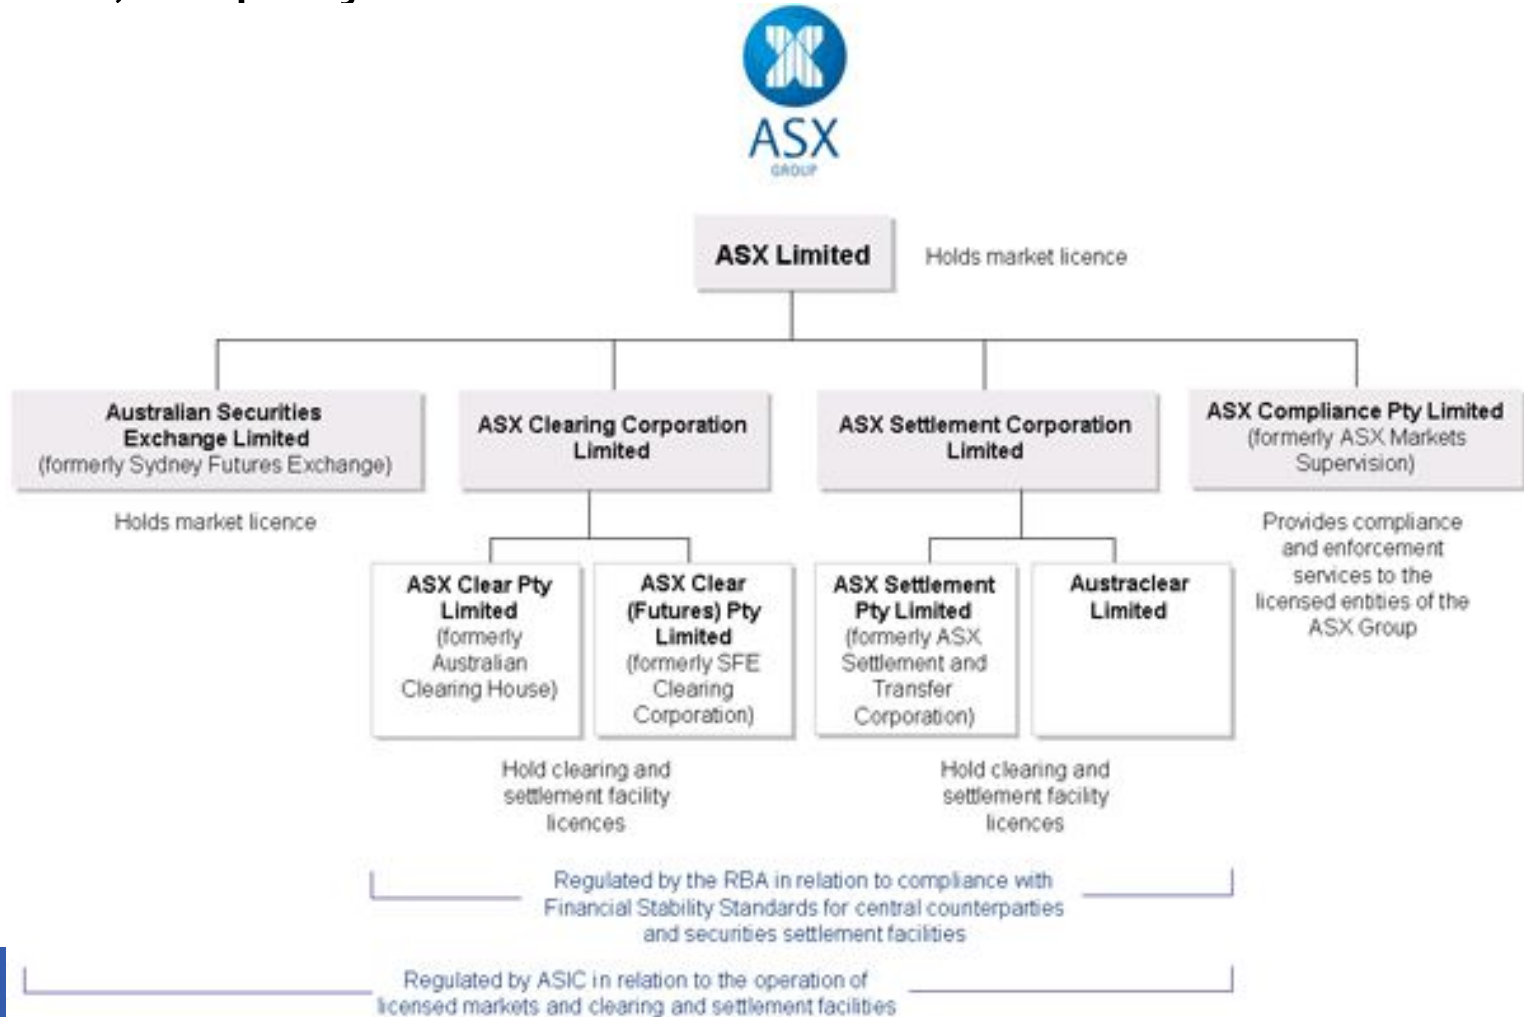 ASX
GROUP
ASX Limited
Holds market licence
Australian Securities
Exchange Limited
(formerly Sydney Futures Exchange)
Holds market licence
ASX Clearing Corporation
Limited
ASX Settlement Corporation
Limited
ASX Compliance Pty Limited
(formerly ASX Markets
Supervision)
Provides compliance
and enforcement
services to the
licensed entities of the
ASX Group
ASX Clear Pty
Limited
(formerly
Australian
Clearing House)
ASX Clear
(Futures) Pty
Limited
(formerly SFE
Clearing
Corporation)
ASX Settlement
Pty Limited
(formerly ASX
Settlement and
Transfer
Corporation)
Austraclear
Limited
Hold clearing and
settlement facility
licences
Hold clearing and
settlement facility
licences
Regulated by the RBA in relation to compliance with
Financial Stability Standards for central counterparties
and securities settlement facilities
Regulated by ASIC in relation to the operation of
licensed markets and clearing and settlement facilities